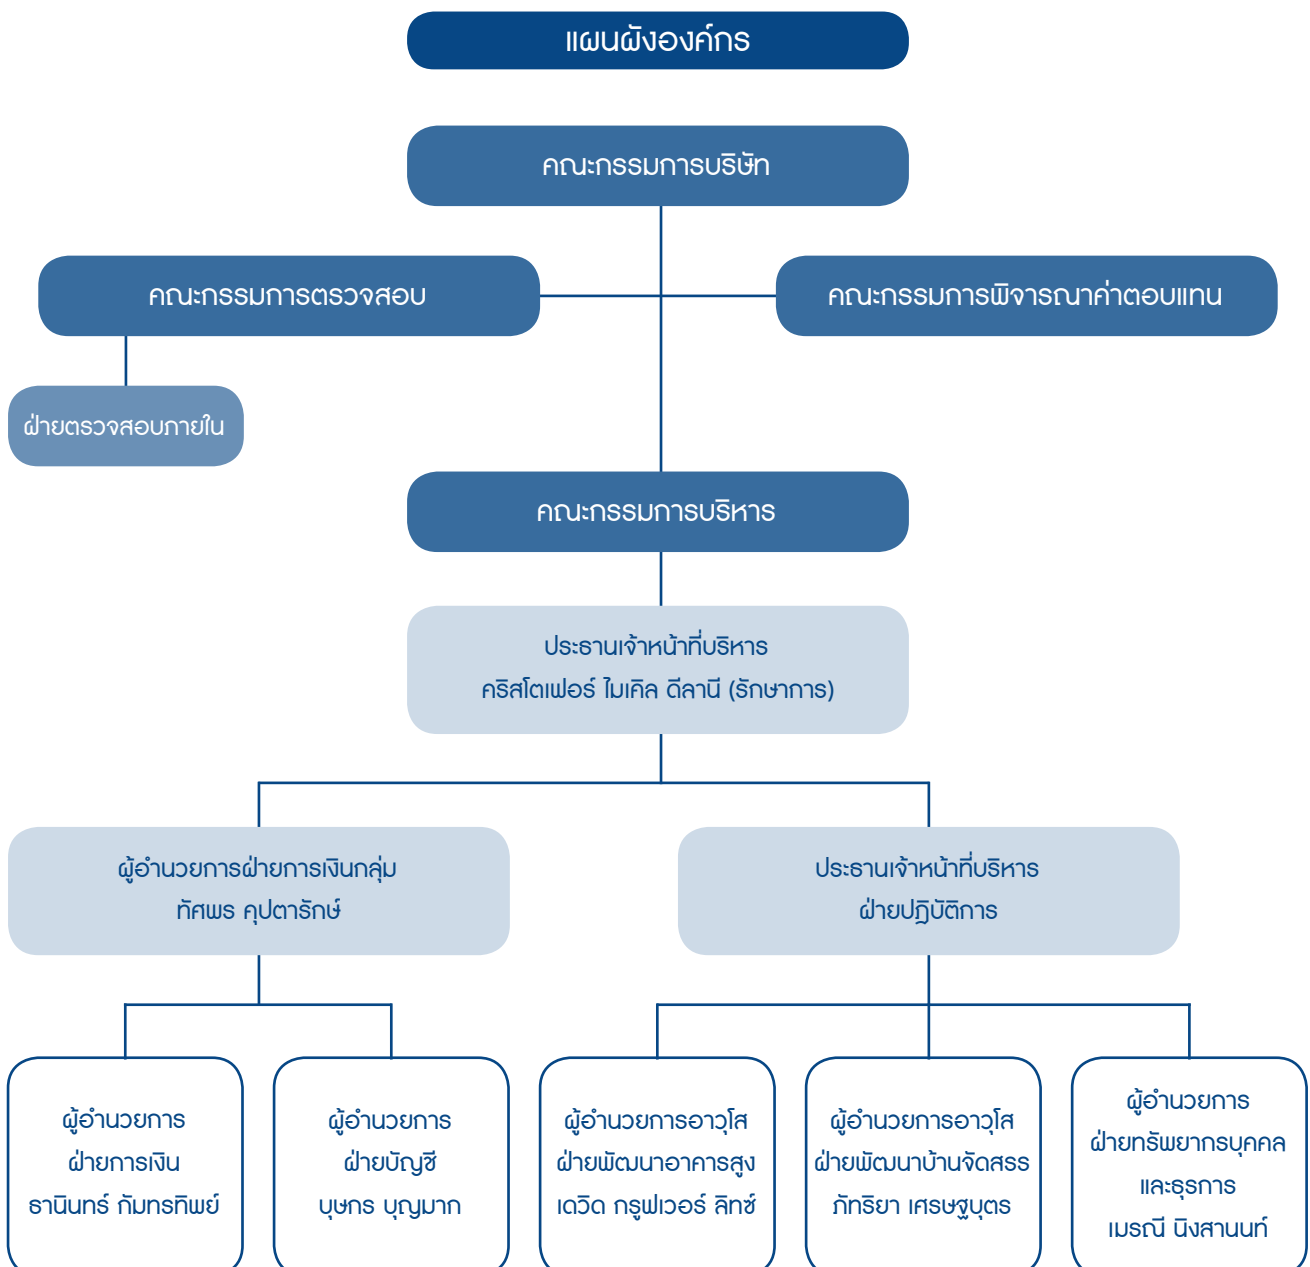 แผนผังองค์กร
คณะกรรมการบริษัท
คณะกรรมการตรวจสอบ
คณะกรรมการพิจารณาค่าตอบแทน
ฝ่ายตรวจสอบภายใน
คณะกรรมการบริหาร
ประธานเจ้าหน้าที่บริหาร
คริสโตเฟอร์ ไมเคิล ดีลานี (รักษาการ)
ผู้อำนวยการฝ่ายการเงินกลุ่ม
ทัศพร คุปตารักษ์
ประธานเจ้าหน้าที่บริหาร
ฝ่ายปฏิบัติการ
ผู้อำนวยการ
ฝ่ายการเงิน
ธานินทร์ กัมทรทิพย์
ผู้อำนวยการ
ฝ่ายบัญชี
บุษกร บุญมาก
ผู้อำนวยการอาวุโส
ฝ่ายพัฒนาอาคารสูง
เดวิด กรูฟเวอร์ ลิทซ์
ผู้อำนวยการอาวุโส
ฝ่ายพัฒนาบ้านจัดสรร
ภัทริยา เศรษฐบุตร
ผู้อำนวยการ
ฝ่ายทรัพยากรบุคคล
และธุรการ
เมรณี นิงสานนท์